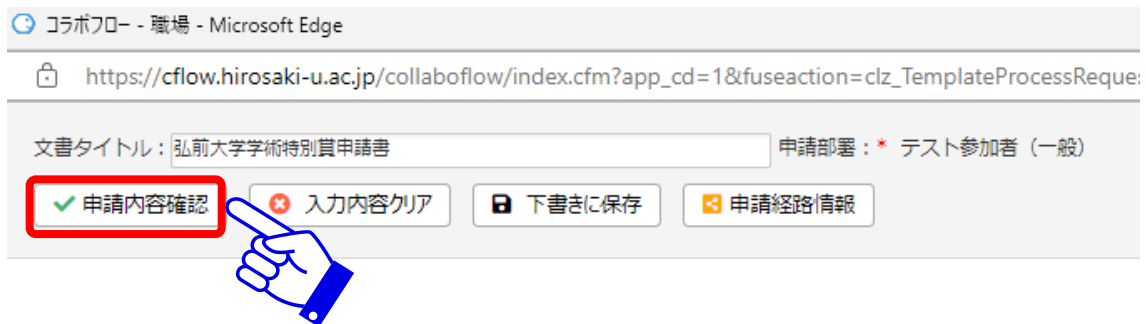 コラボフロー - 職場 - Microsoft Edge
https://cflow.hirosaki-u.ac.jp/collaboflow/index.cfm?app_cd=1&fuseaction=clz_TemplateProcessReque
文書タイトル：弘前大学学術特別賞申請書 申請部署：* テスト参加者（一般）
申請内容確認 入力内容クリア 下書きに保存 申請経路情報